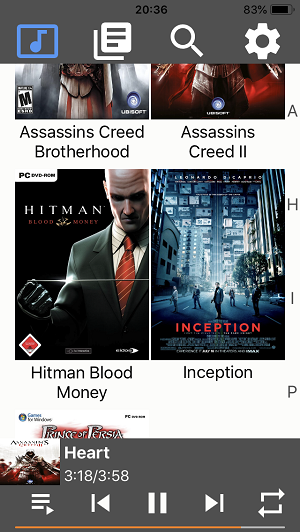 20:36
83%
UBISOFT
UBISOFT
Assassins Creed
Brotherhood
Assassins
Creed II
A
PC DVD-ROM
HITMAN
BLOOD MONEY
eidos
LEONARDO DiCAPRIO
INCEPTION
H
I
Hitman Blood
Money
Inception
P
Games
for Windows
PC DVD-ROM
PRINCE OF PERSIA
Heart
3:18/3:58